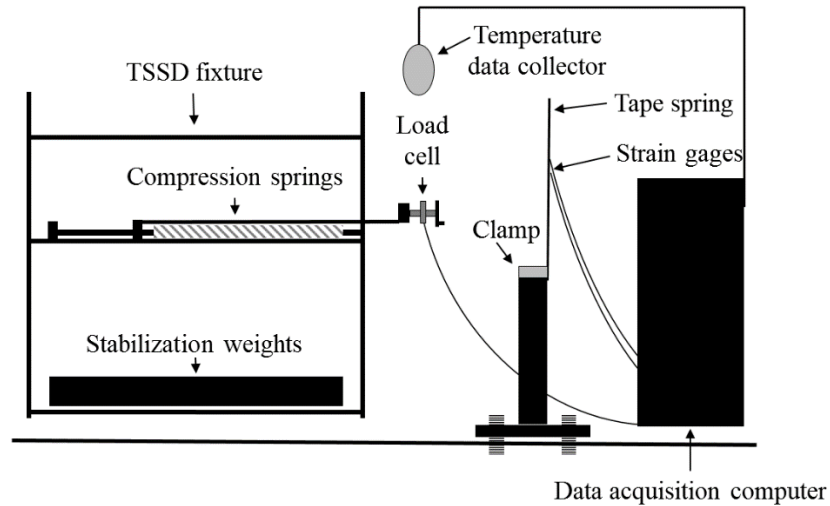 TSSD fixture
Temperature
data collector
Tape spring
Load
cell
Strain gages
Compression springs
Clamp
Stabilization weights
Data acquisition computer